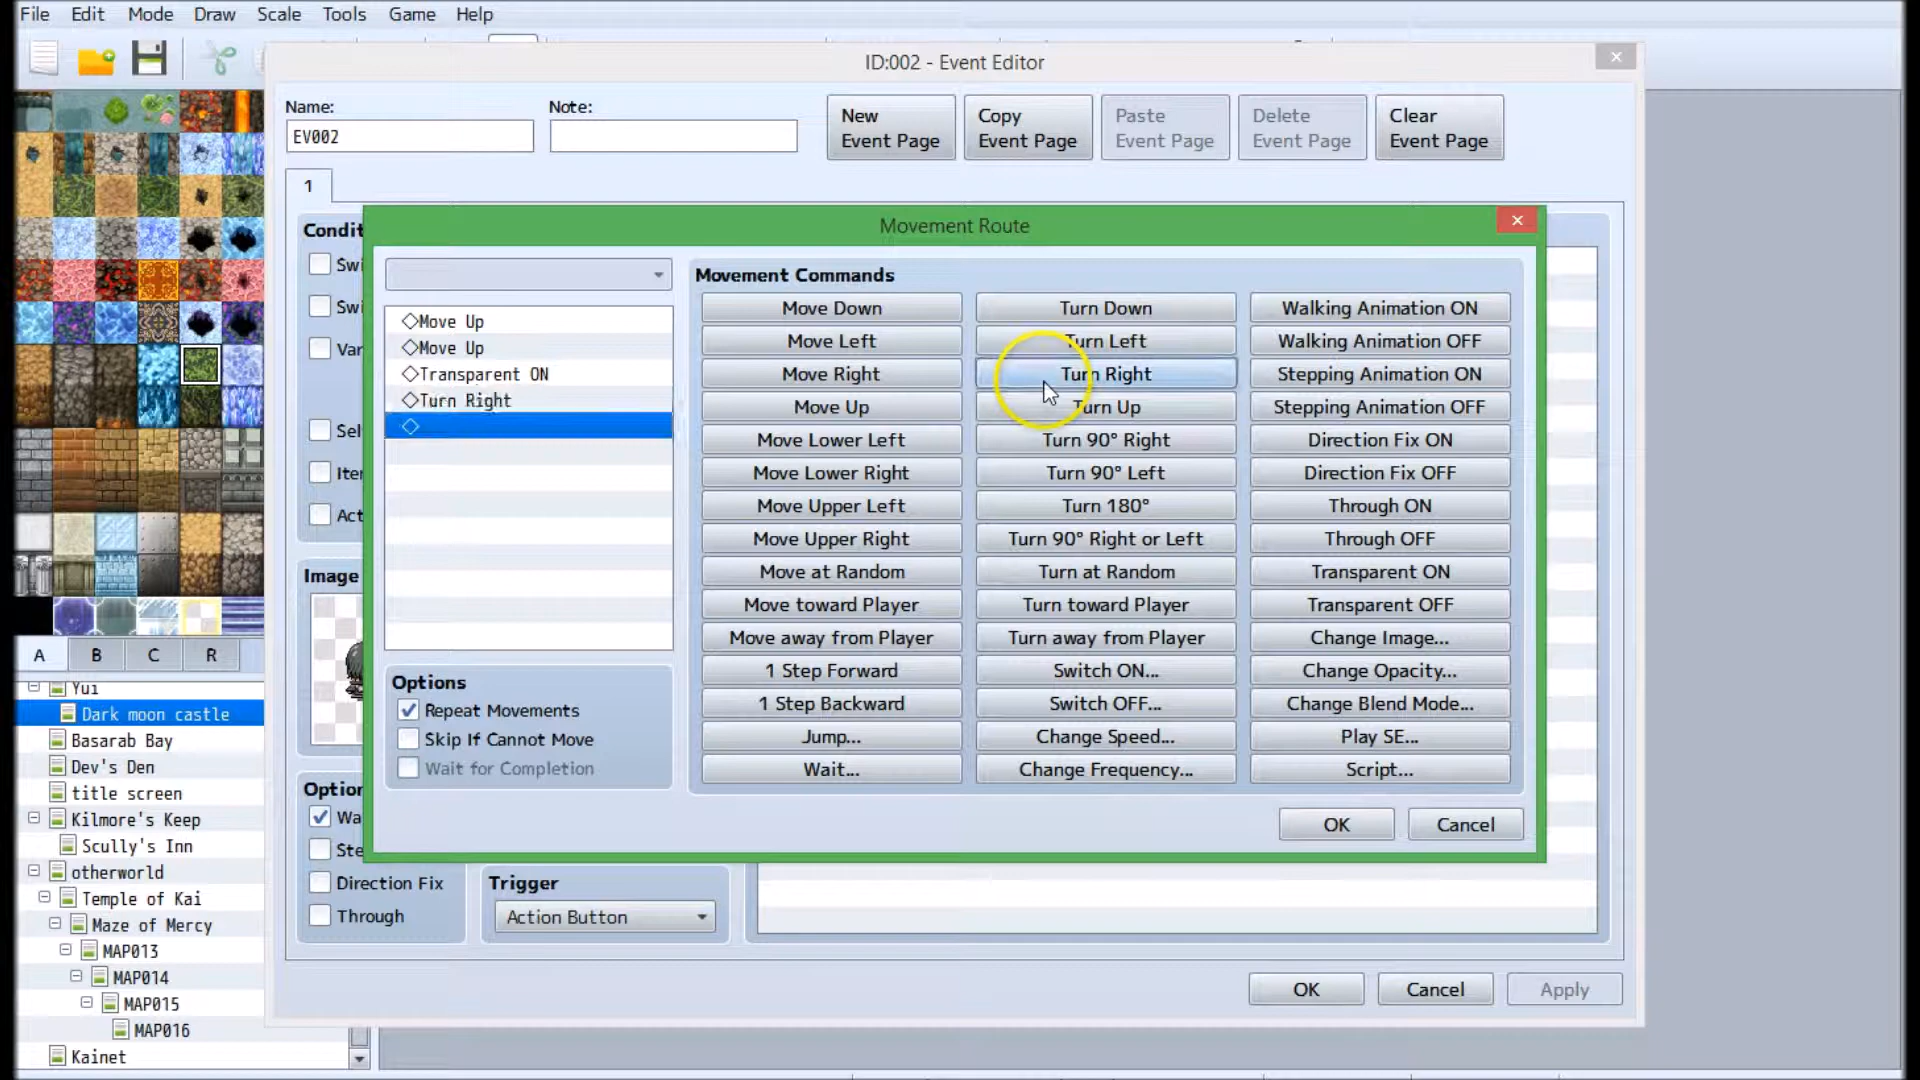 File Edit Mode Draw Scale Tools Game Help
ID:002 - Event Editor
Name:
EV002
Note:
New
Event Page
Copy
Event Page
Paste
Event Page
Delete
Event Page
Clear
Event Page
1
Condit
Swi
Swi
Var
Sel
Iter
Act
Image
Option
Wa
Ste
Direction Fix
Through
Trigger
Action Button
Movement Route
◇Move Up
◇Move Up
◇Transparent ON
◇Turn Right
◇
Options
Repeat Movements
Skip If Cannot Move
Wait for Completion
Movement Commands
Move Down Turn Down Walking Animation ON
Move Left Turn Left Walking Animation OFF
Move Right Turn Right Stepping Animation ON
Move Up Turn Up Stepping Animation OFF
Move Lower Left Turn 90° Right Direction Fix ON
Move Lower Right Turn 90° Left Direction Fix OFF
Move Upper Left Turn 180° Through ON
Move Upper Right Turn 90° Right or Left Through OFF
Move at Random Turn at Random Transparent ON
Move toward Player Turn toward Player Transparent OFF
Move away from Player Turn away from Player Change Image...
1 Step Forward Switch ON... Change Opacity...
1 Step Backward Switch OFF... Change Blend Mode...
Jump... Change Speed... Play SE...
Wait... Change Frequency... Script...
OK Cancel
OK Cancel Apply
A B C R
Yui
Dark moon castle
Basarab Bay
Dev's Den
title screen
Kilmore's Keep
Scully's Inn
otherworld
Temple of Kai
Maze of Mercy
MAP013
MAP014
MAP015
MAP016
Kainet